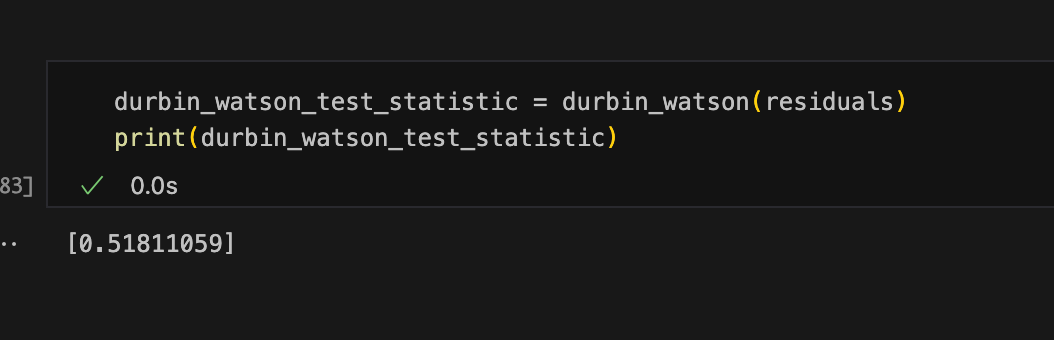 durbin_watson_test_statistic = durbin_watson(residuals)
print(durbin_watson_test_statistic)
83]
0.0s
..
[0.51811059]